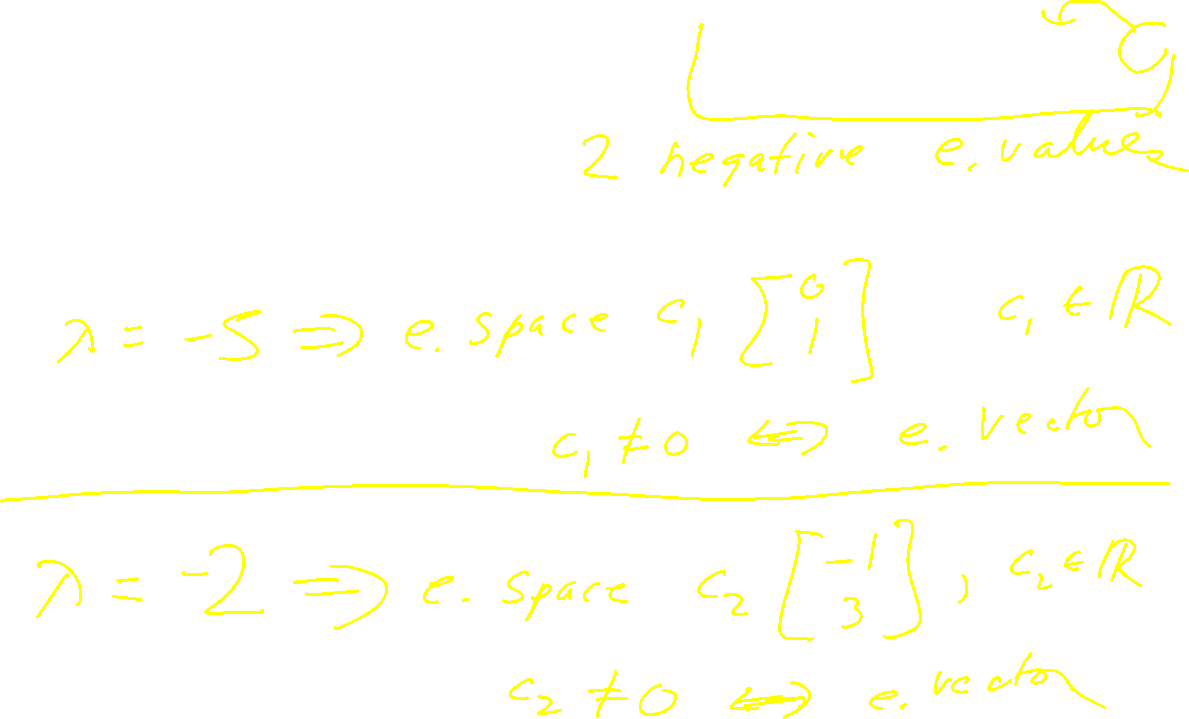 2 negative e. values
λ = -5 ⇒ e. space c₁ [0 1] c₁ ∈ ℝ
c₁ ≠ 0 ⇔ e. vector
λ = -2 ⇒ e. space c₂ [-1 3], c₂ ∈ ℝ
c₂ ≠ 0 ⇔ e. vector